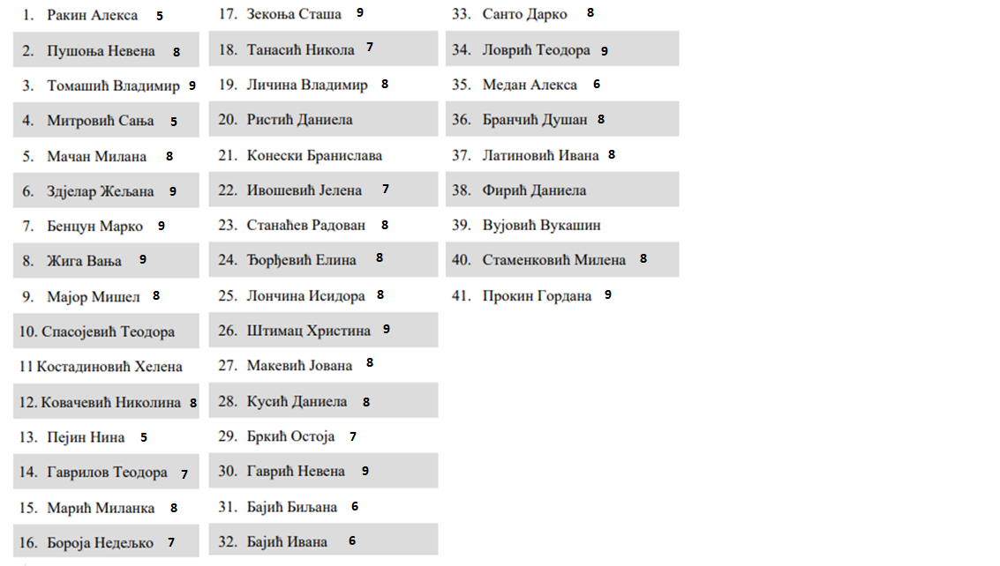 1. Ракин Алекса 5
2. Пушоња Невена 8
3. Томашић Владимир 9
4. Митровић Сања 5
5. Мачан Милана 8
6. Здјелар Жељана 9
7. Бенцун Марко 9
8. Жига Вања 9
9. Мајор Мишел 8
10. Спасојевић Теодора
11 Костадиновић Хелена
12. Ковачевић Николина 8
13. Пејин Нина 5
14. Гаврилов Теодора 7
15. Марић Миланка 8
16. Бороја Недељко 7
17. Зекоња Сташа 9
18. Танасић Никола 7
19. Личина Владимир 8
20. Ристић Даниела
21. Конески Бранислава
22. Ивошевић Јелена 7
23. Станаћев Радован 8
24. Ђорђевић Елина 8
25. Лончина Исидора 8
26. Штимац Христина 9
27. Макевић Јована 8
28. Кусић Даниела 8
29. Бркић Остоја 7
30. Гаврић Невена 9
31. Бајић Биљана 6
32. Бајић Ивана 6
33. Санто Дарко 8
34. Ловрић Теодора 9
35. Медан Алекса 6
36. Бранчић Душан 8
37. Латиновић Ивана 8
38. Фирић Даниела
39. Вујовић Вукашин
40. Стаменковић Милена 8
41. Прокин Гордана 9